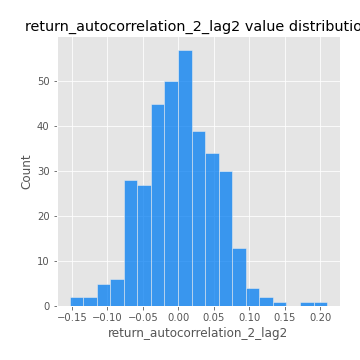 return_autocorrelation_2_lag2 value distributio
50
40
30
20
10
0
Count
−0.15 −0.10 −0.05 0.00 0.05 0.10 0.15 0.20
return_autocorrelation_2_lag2